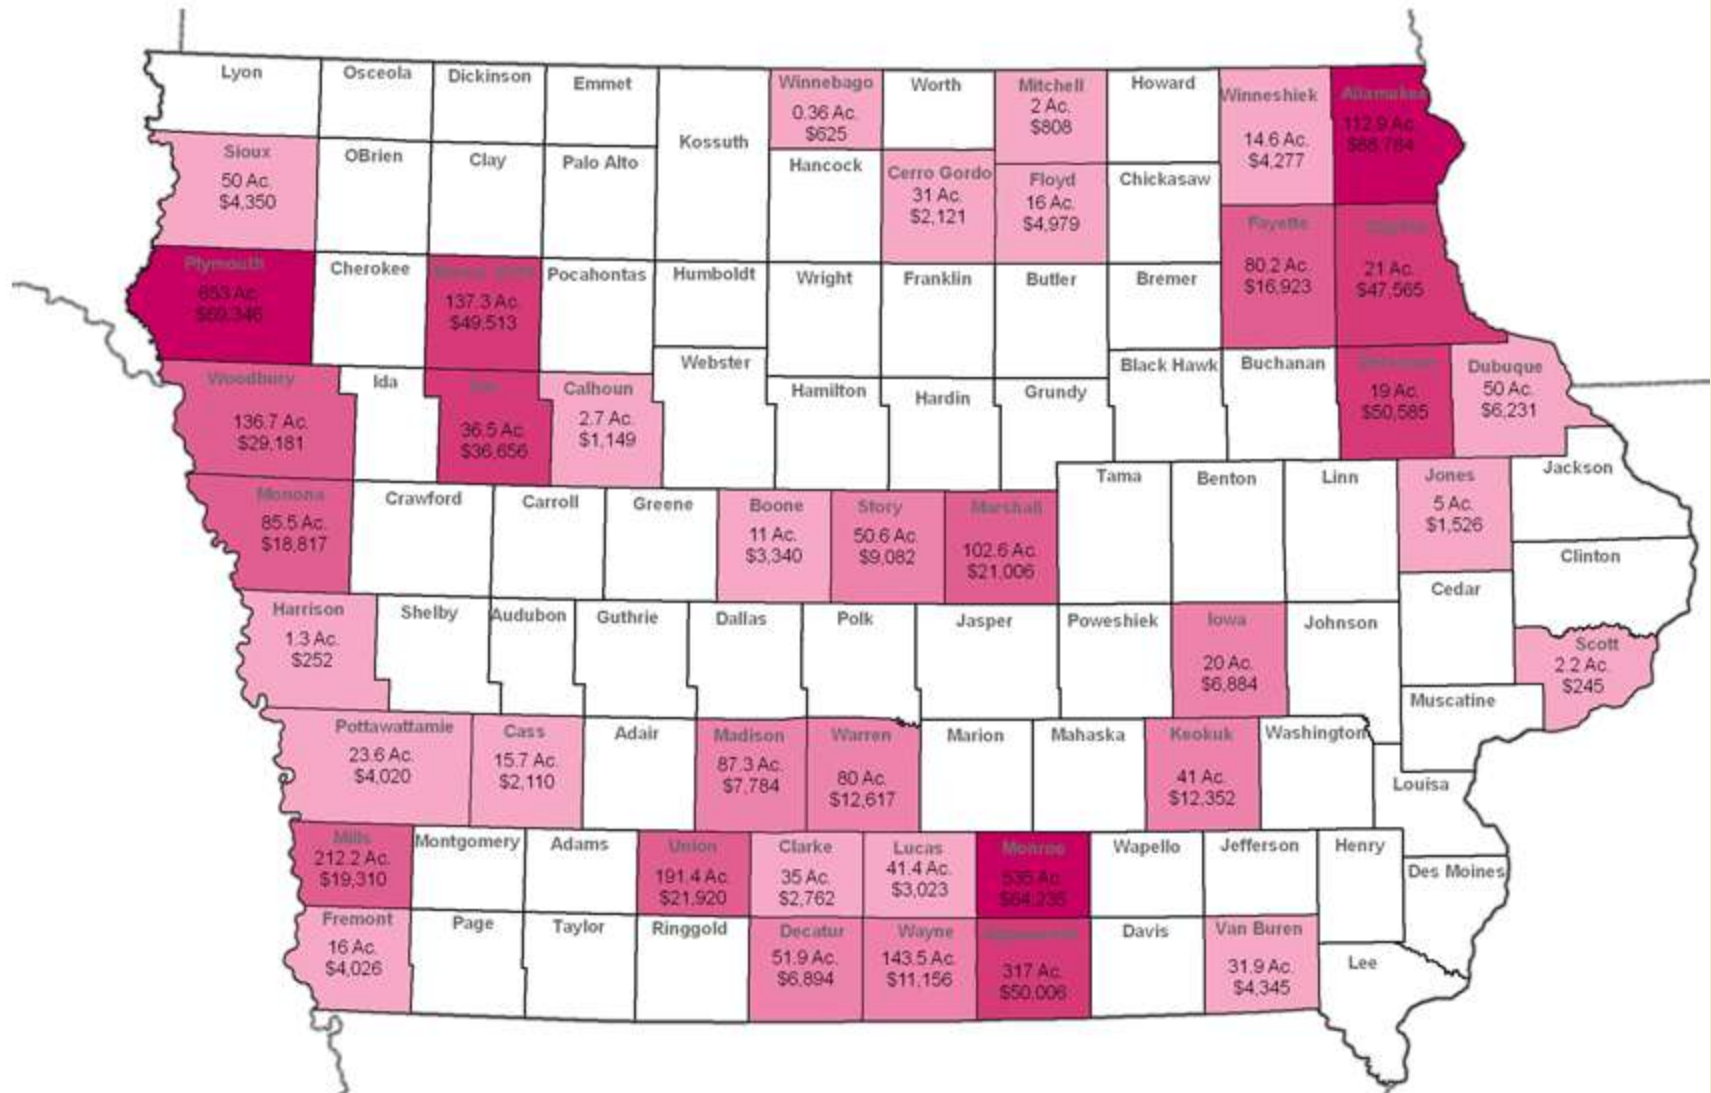 Lyon
Osceola
Dickinson
Emmet
Kossuth
Winnebago
0.36 Ac.
$625
Worth
Mitchell
2 Ac.
$808
Howard
Winneshiek
14.6 Ac.
$4,277
Allamakee
112.9 Ac.
Sioux
50 Ac.
$4,350
OBrien
Clay
Palo Alto
Hancock
Cerro Gordo
31 Ac.
$2,121
Floyd
16 Ac.
$4,979
Chickasaw
Fayette
80.2 Ac.
$16,923
21 Ac.
$47,565
Plymouth
653 Ac.
Cherokee
137.3 Ac.
$49,513
Pocahontas
Humboldt
Wright
Franklin
Butler
Bremer
Woodbury
136.7 Ac.
$29,181
Ida
36.5 Ac.
$36,656
Calhoun
2.7 Ac.
$1,149
Webster
Hamilton
Hardin
Grundy
Black Hawk
Buchanan
19 Ac.
$50,585
Dubuque
50 Ac.
$6,231
Monona
85.5 Ac.
$18,817
Crawford
Carroll
Greene
Boone
11 Ac.
$3,340
Story
50.6 Ac.
$9,082
Marshall
102.6 Ac.
$21,006
Tama
Benton
Linn
Jones
5 Ac.
$1,526
Jackson
Clinton
Cedar
Harrison
1.3 Ac.
$252
Shelby
Audubon
Guthrie
Dallas
Polk
Jasper
Poweshiek
Iowa
20 Ac.
$6,884
Johnson
Scott
2.2 Ac.
$245
Muscatine
Pottawattamie
23.6 Ac.
$4,020
Cass
15.7 Ac.
$2,110
Adair
Madison
87.3 Ac.
$7,784
Warren
80 Ac.
$12,617
Marion
Mahaska
Keokuk
41 Ac.
$12,352
Washington
Louisa
Mills
212.2 Ac.
$19,310
Montgomery
Adams
Union
191.4 Ac.
$21,920
Clarke
35 Ac.
$2,762
Lucas
41.4 Ac.
$3,023
Monroe
535 Ac.
$64,235
Wapello
Jefferson
Henry
Des Moines
Fremont
16 Ac.
$4,026
Page
Taylor
Ringgold
Decatur
51.9 Ac.
$6,894
Wayne
143.5 Ac.
$11,156
317 Ac.
$50,006
Davis
Van Buren
31.9 Ac.
$4,345
Lee